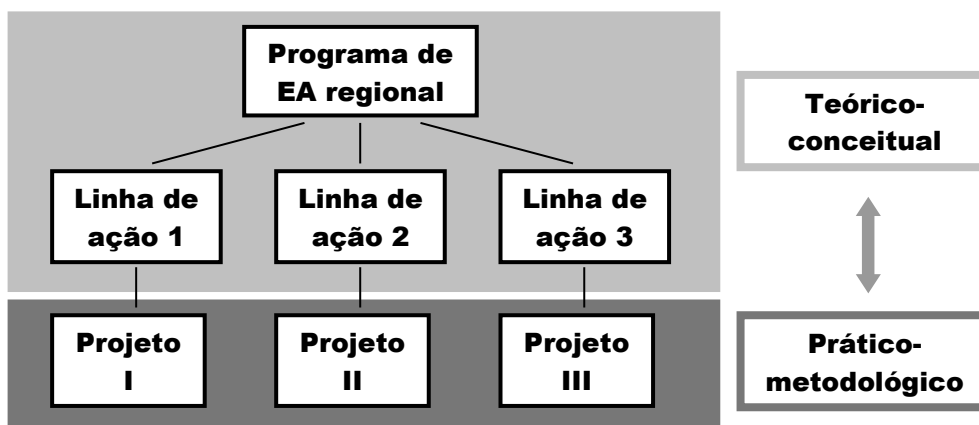 Programa de
EA regional
Teórico-
conceitual
Linha de
ação 1
Linha de
ação 2
Linha de
ação 3
Projeto
I
Projeto
II
Projeto
III
Prático-
metodológico